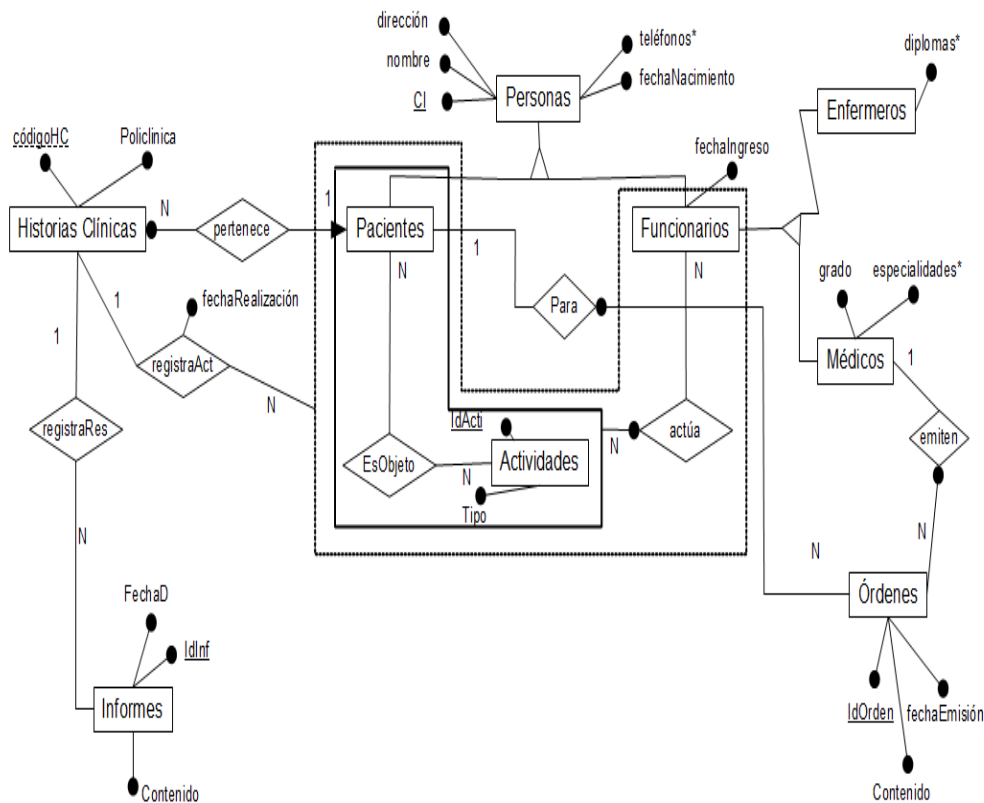 dirección
teléfonos*
diplomas*
nombre
fechaNacimiento
Personas
CI
Enfermeros
códigoHC
Policlinica
fechaIngreso
N
1
Historias Clínicas
pertenece
Pacientes
Funcionarios
1
N
N
grado
especialidades*
fechaRealización
Para
1
1
registraAct
Médicos
1
N
registraRes
IdActi
N
actúa
emiten
EsObjeto
Actividades
N
Tipo
N
N
N
FechaD
Órdenes
IdInf
Informes
IdOrden
fechaEmisión
Contenido
Contenido